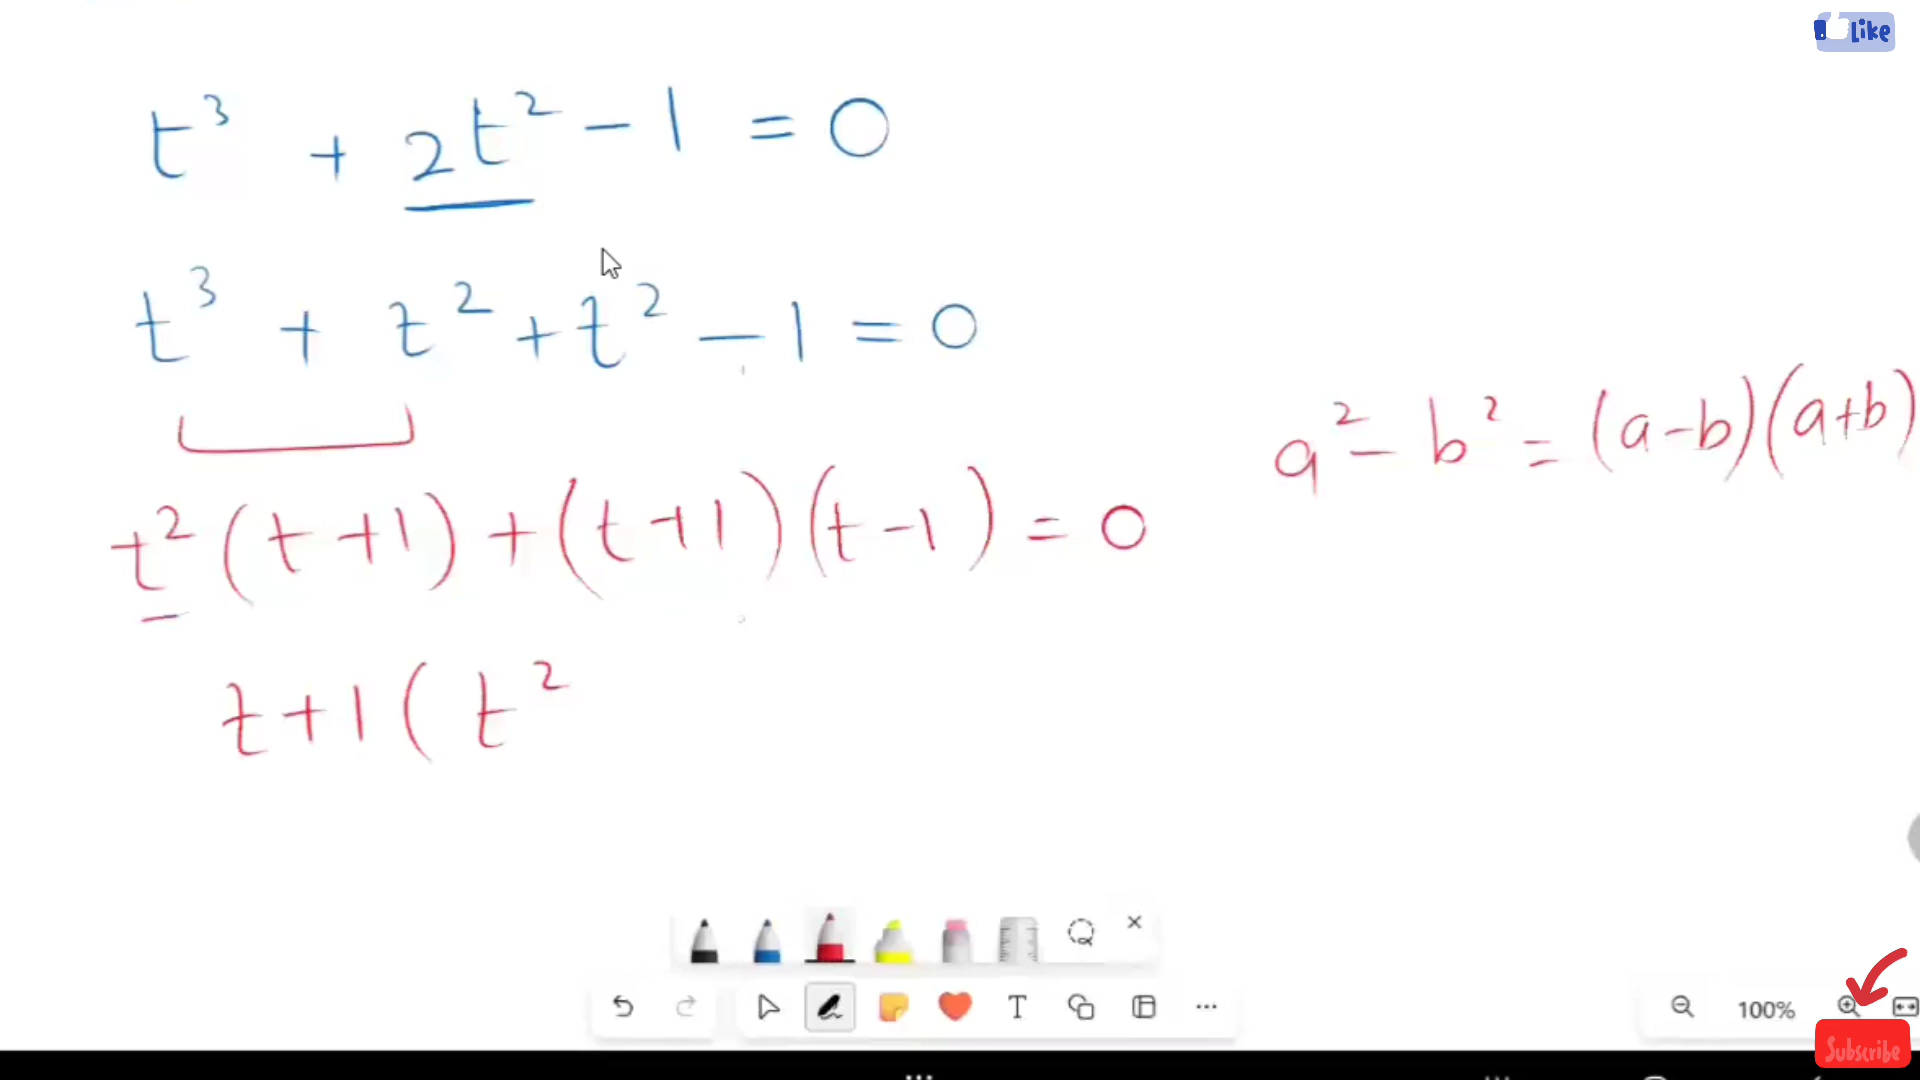 Like
t³ + 2t² - 1 = 0
t³ + t² + t² - 1 = 0
a² - b² = (a-b)(a+b)
t²(t+1) + (t+1)(t-1) = 0
t+1( t²
T
100%
Subscribe